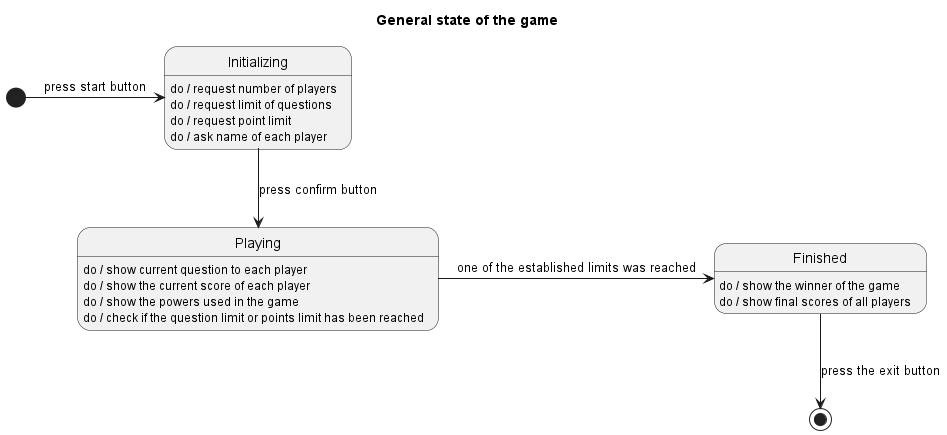 General state of the game
press start button
Initializing
do / request number of players
do / request limit of questions
do / request point limit
do / ask name of each player
press confirm button
Playing
do / show current question to each player
do / show the current score of each player
do / show the powers used in the game
do / check if the question limit or points limit has been reached
one of the established limits was reached
Finished
do / show the winner of the game
do / show final scores of all players
press the exit button